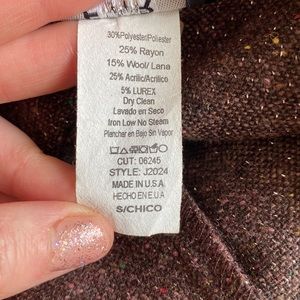 30%Polyester/Poliester
25% Rayon
15% Wool/Lana
25% Acrilic/Acrilico
5% LUREX
Dry Clean
Lavado en Seco
Iron Low No Steam
Planchar en Bajo Sin Vapor
CUT: 06245
STYLE: J2024
MADE IN U.S.A
HECHO EN E.U.A
S/CHICO